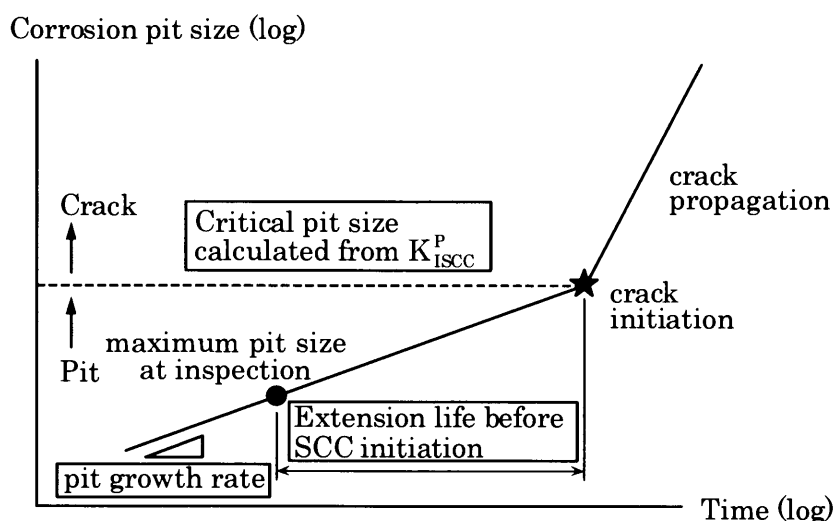 Corrosion pit size (log)
Crack
Critical pit size
calculated from K^P_ISCC
crack
propagation
crack
initiation
Pit
maximum pit size
at inspection
Extension life before
SCC initiation
pit growth rate
Time (log)